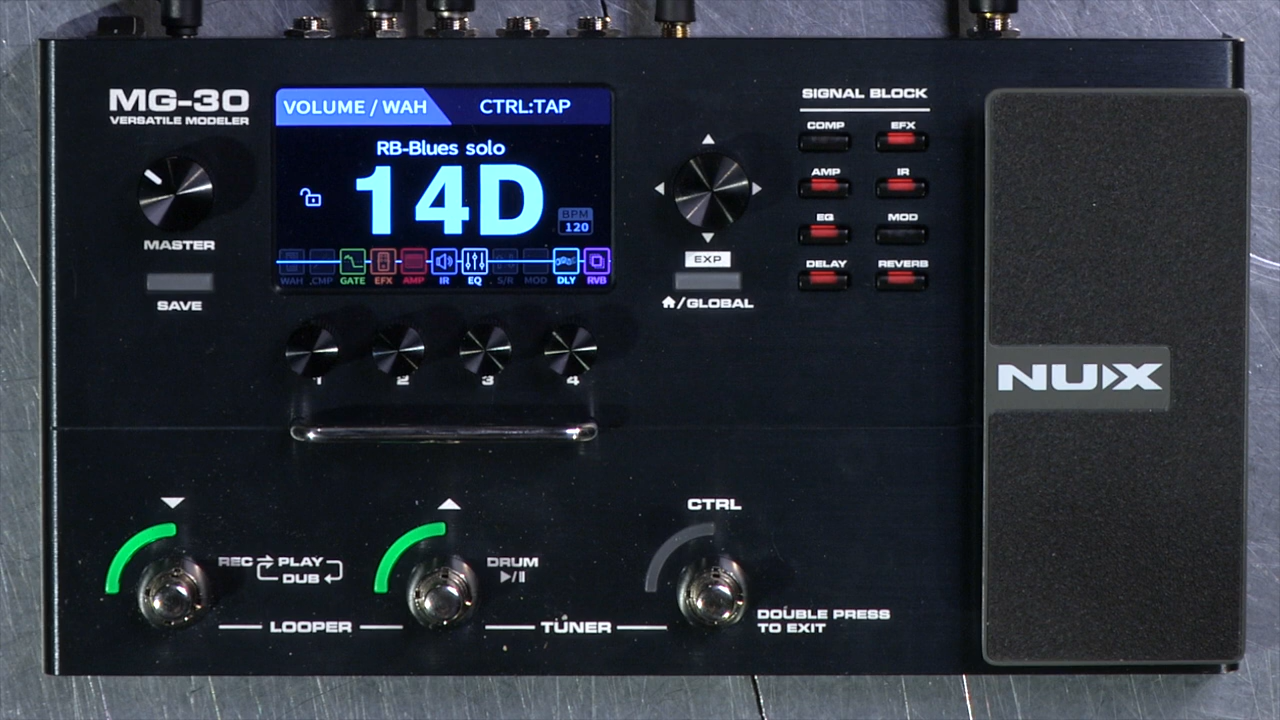 MG-30
VERSATILE MODELER
MASTER
SAVE
VOLUME / WAH
CTRL:TAP
RB-Blues solo
14D
BPM
120
WAH
CMP
GATE
EFX
AMP
IR
EQ
S/R
MOD
DLY
RVB
1
2
3
4
EXP
/GLOBAL
SIGNAL BLOCK
COMP
EFX
AMP
IR
EQ
MOD
DELAY
REVERB
NUX
REC PLAY
DUB
LOOPER
DRUM
TUNER
CTRL
DOUBLE PRESS
TO EXIT